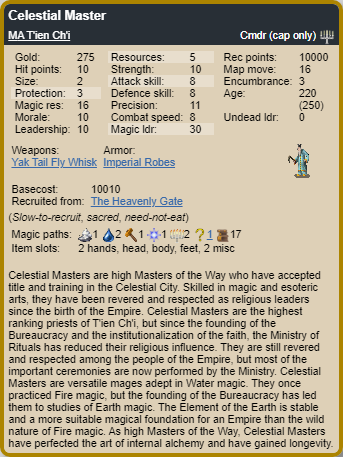 Celestial Master
MA T'ien Ch'i Cmdr (cap only)
Gold: 275 Resources: 5 Rec points: 10000
Hit points: 10 Strength: 10 Map move: 16
Size: 2 Attack skill: 8 Encumbrance: 3
Protection: 3 Defence skill: 8 Age: 220
Magic res: 16 Precision: 11 (250)
Morale: 10 Combat speed: 8 Undead ldr: 0
Leadership: 10 Magic ldr: 30
Weapons: Armor:
Yak Tail Fly Whisk Imperial Robes
Basecost: 10010
Recruited from: The Heavenly Gate
(Slow-to-recruit, sacred, need-not-eat)
Magic paths: 1 2 1 1 2 ?1 17
Item slots: 2 hands, head, body, feet, 2 misc
Celestial Masters are high Masters of the Way who have accepted
title and training in the Celestial City. Skilled in magic and esoteric
arts, they have been revered and respected as religious leaders
since the birth of the Empire. Celestial Masters are the highest
ranking priests of T'ien Ch'i, but since the founding of the
Bureaucracy and the institutionalization of the faith, the Ministry of
Rituals has reduced their religious influence. They are still revered
and respected among the people of the Empire, but most of the
important ceremonies are now performed by the Ministry. Celestial
Masters are versatile mages adept in Water magic. They once
practiced Fire magic, but the founding of the Bureaucracy has led
them to studies of Earth magic. The Element of the Earth is stable
and a more suitable magical foundation for an Empire than the wild
nature of Fire magic. As high Masters of the Way, Celestial Masters
have perfected the art of internal alchemy and have gained longevity.